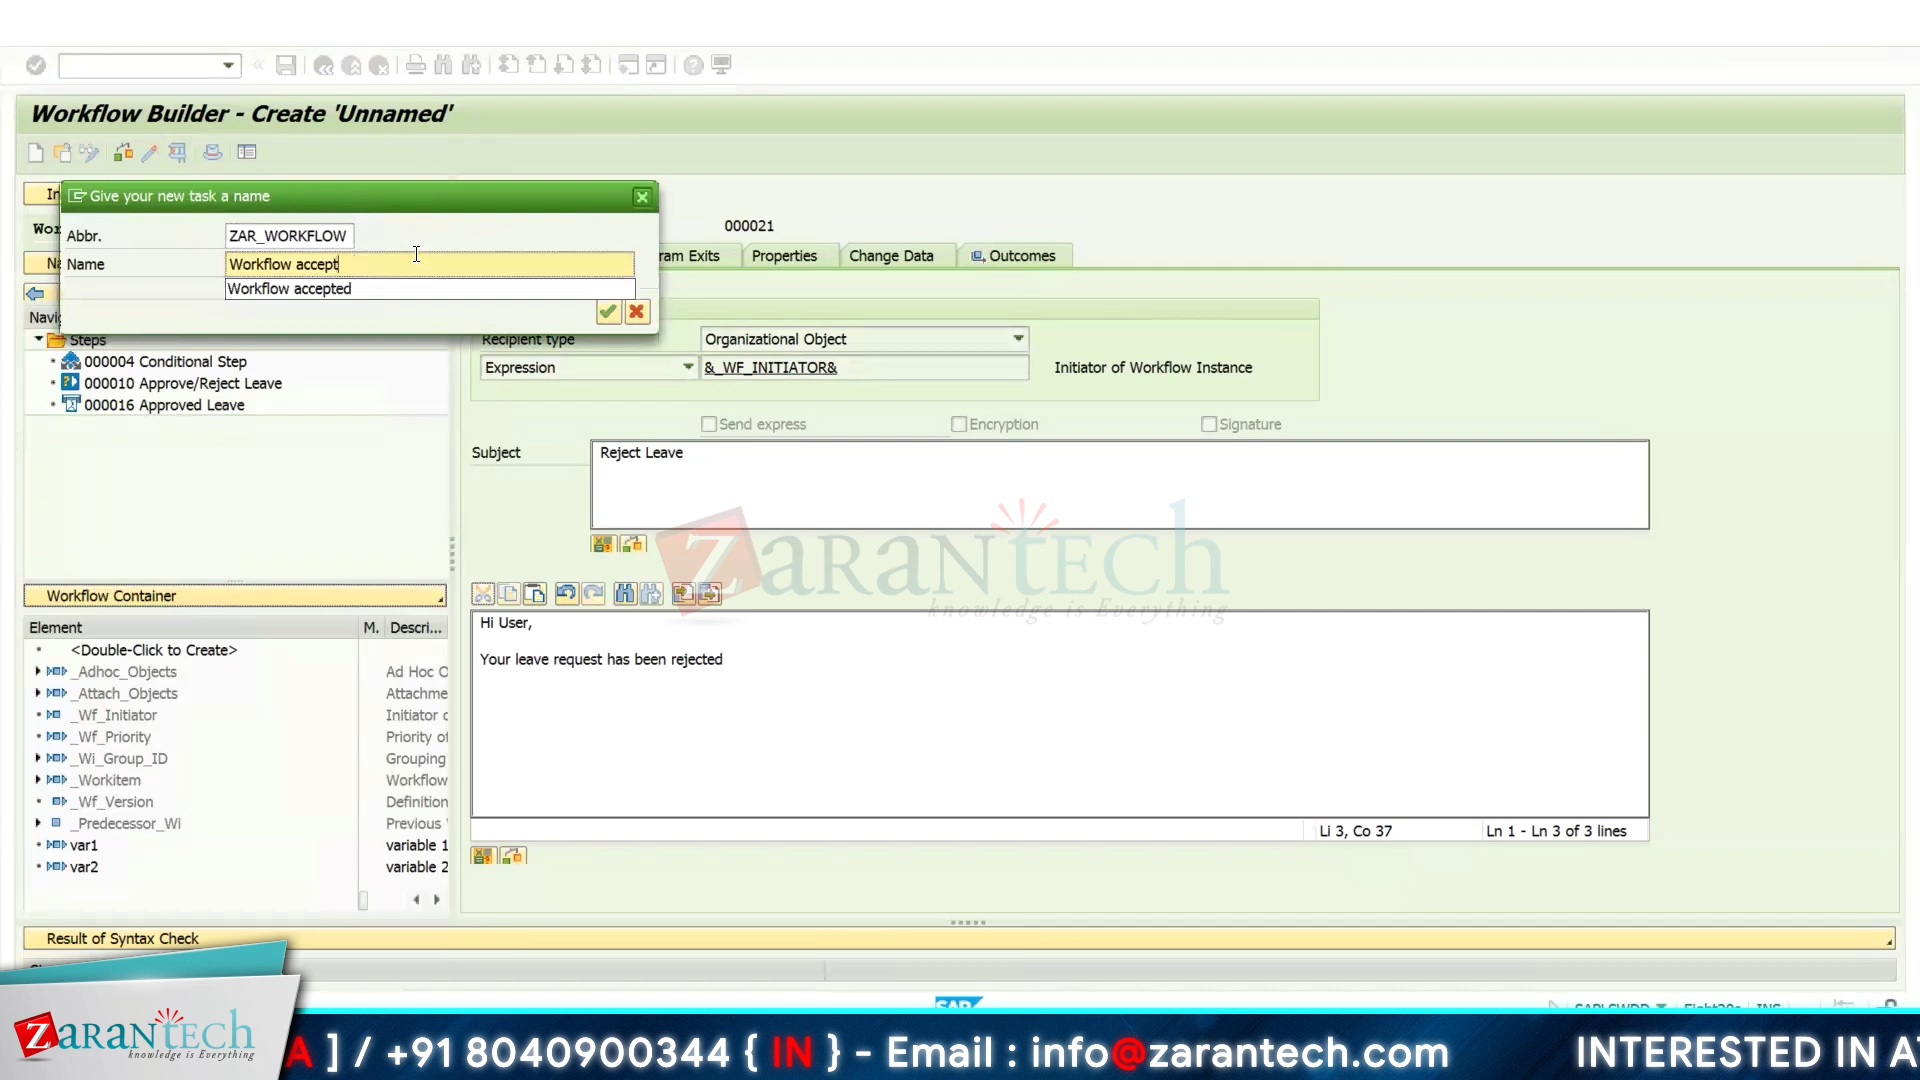 Workflow Builder - Create 'Unnamed'
Give your new task a name
Abbr.
ZAR_WORKFLOW
Name
Workflow accept
Workflow accepted
000021
Properties
Change Data
Outcomes
Steps
000004 Conditional Step
000010 Approve/Reject Leave
000016 Approved Leave
Recipient type
Organizational Object
Expression
&_WF_INITIATOR&
Initiator of Workflow Instance
Send express
Encryption
Signature
Subject
Reject Leave
ZARANTECH
knowledge is Everything
Hi User,
Your leave request has been rejected
Li 3, Co 37
Ln 1 - Ln 3 of 3 lines
Workflow Container
Element
M.
Descri...
<Double-Click to Create>
_Adhoc_Objects
Ad Hoc O
_Attach_Objects
Attachme
_Wf_Initiator
Initiator
_Wf_Priority
Priority of
_Wi_Group_ID
Grouping
_Workitem
Workflow
_Wf_Version
Definition
_Predecessor_Wi
Previous
var1
variable 1
var2
variable 2
Result of Syntax Check
SAP
ZARANTECH
knowledge is Everything
A ] / +91 8040900344 { IN } - Email : info@zarantech.com
INTERESTED IN A